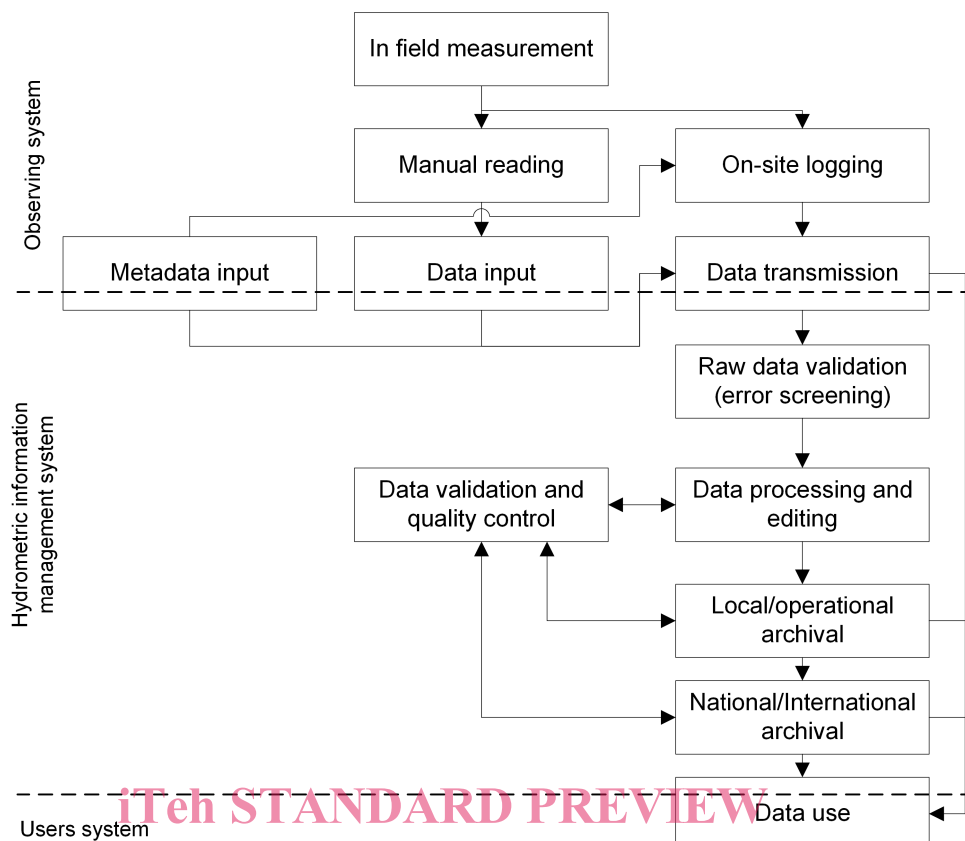 In field measurement
Observing system
Manual reading
On-site logging
Metadata input
Data input
Data transmission
Raw data validation
(error screening)
Hydrometric information
management system
Data validation and
quality control
Data processing and
editing
Local/operational
archival
National/International
archival
iTeh STANDARD PREVIEW
Data use
Users system